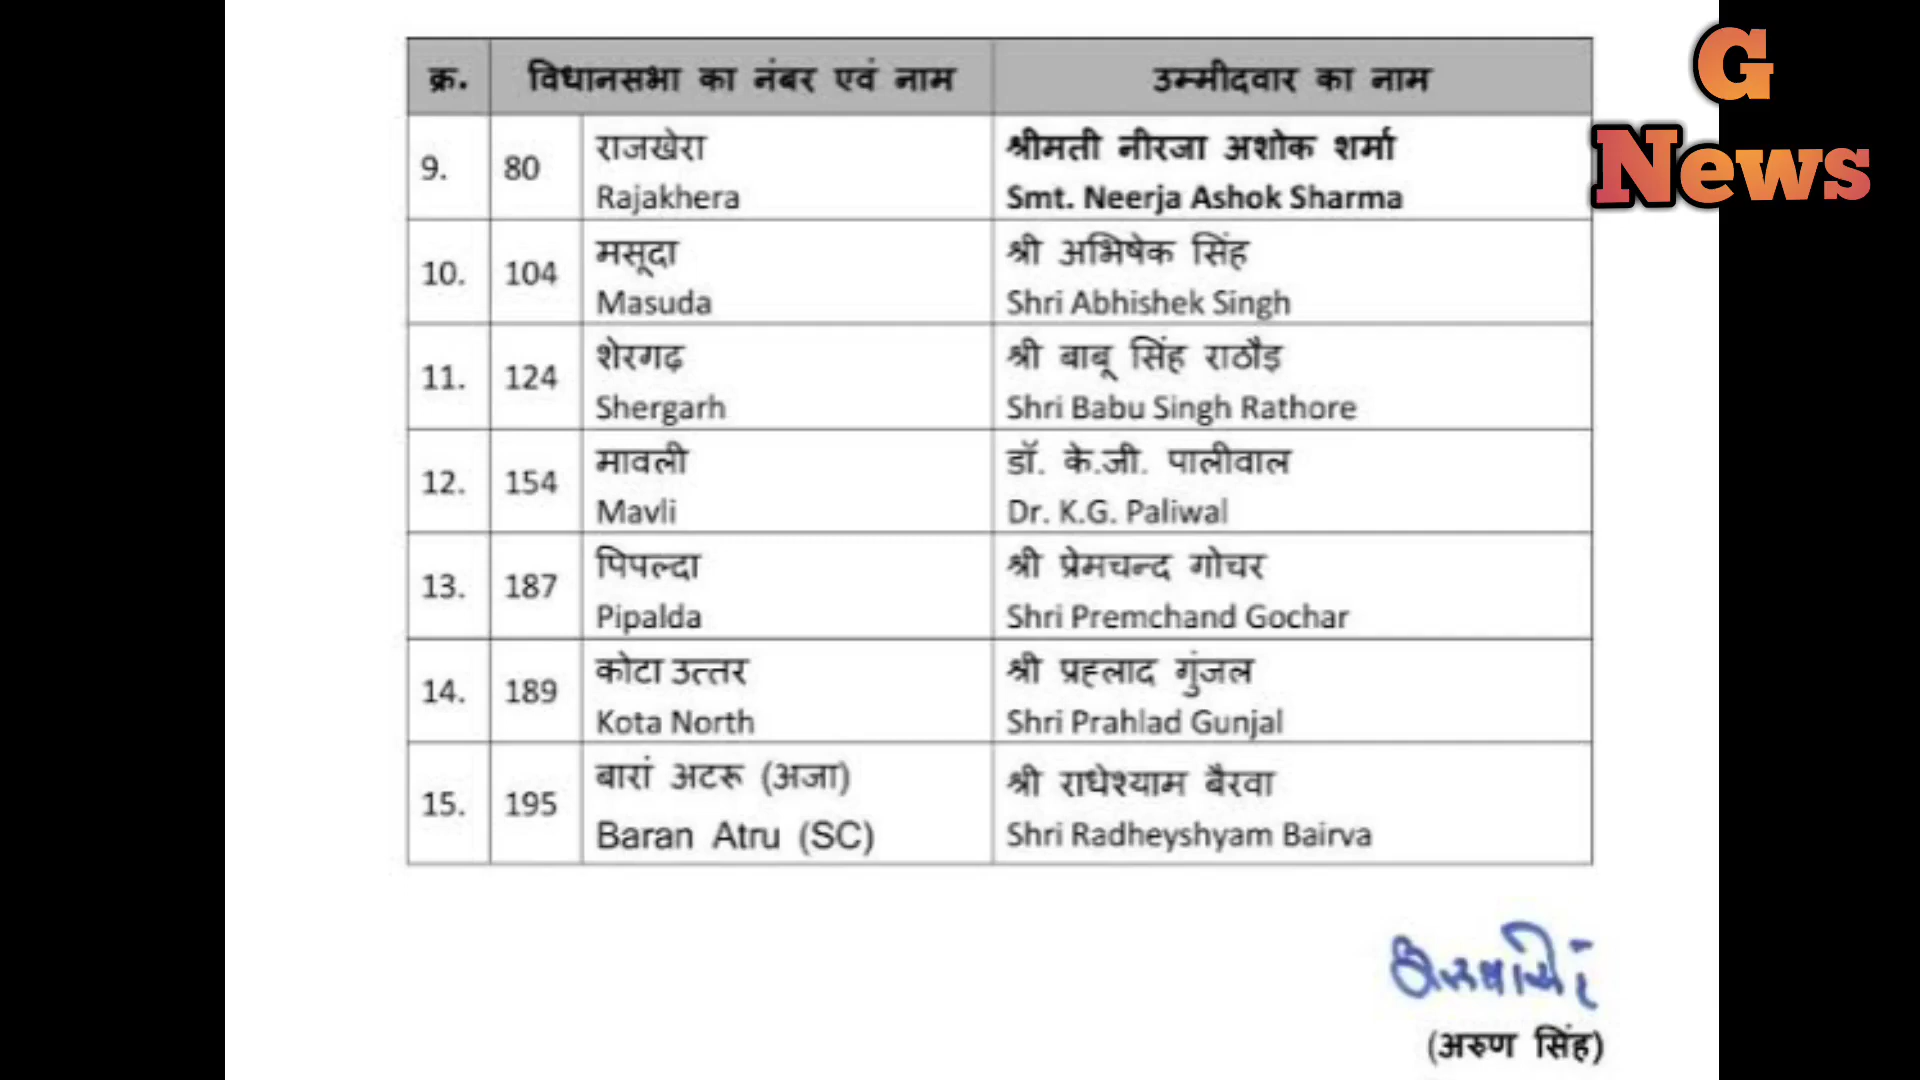 क्र. विधानसभा का नंबर एवं नाम उम्मीदवार का नाम
9. 80 राजखेरा श्रीमती नीरजा अशोक शर्मा
Rajakhera Smt. Neerja Ashok Sharma
10. 104 मसूदा श्री अभिषेक सिंह
Masuda Shri Abhishek Singh
11. 124 शेरगढ़ श्री बाबू सिंह राठौड़
Shergarh Shri Babu Singh Rathore
12. 154 मावली डॉ. के.जी. पालीवाल
Mavli Dr. K.G. Paliwal
13. 187 पिपल्दा श्री प्रेमचन्द गोचर
Pipalda Shri Premchand Gochar
14. 189 कोटा उत्तर श्री प्रह्लाद गुंजल
Kota North Shri Prahlad Gunjal
15. 195 बारां अटरू (अजा) श्री राधेश्याम बैरवा
Baran Atru (SC) Shri Radheyshyam Bairva
(अरुण सिंह)
G
News